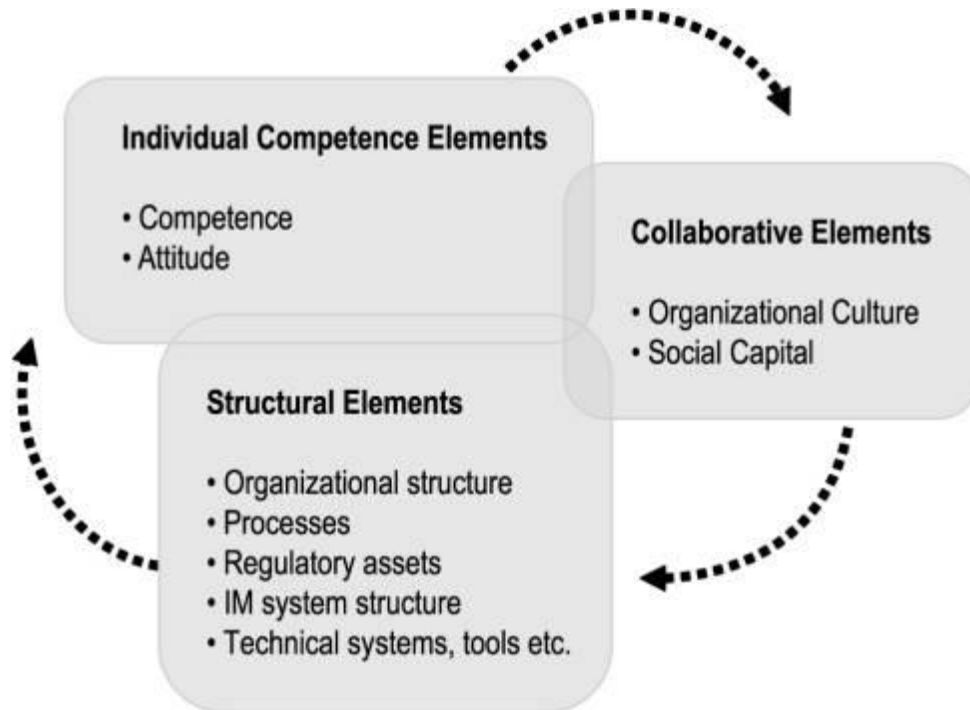 Individual Competence Elements
• Competence
• Attitude
Collaborative Elements
• Organizational Culture
• Social Capital
Structural Elements
• Organizational structure
• Processes
• Regulatory assets
• IM system structure
• Technical systems, tools etc.